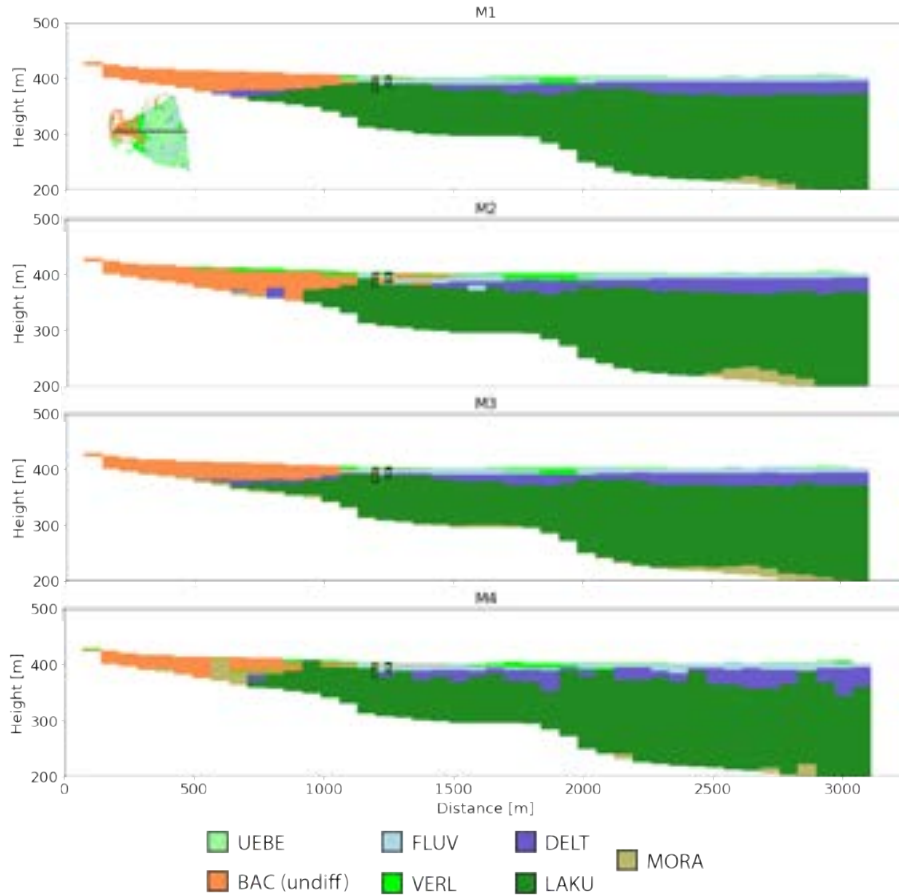 M1
500
400
300
200
Height [m]
M2
500
400
300
200
Height [m]
M3
500
400
300
200
Height [m]
M4
500
400
300
200
Height [m]
0 500 1000 1500 2000 2500 3000
Distance [m]
UEBE FLUV DELT MORA
BAC (undiff) VERL LAKU